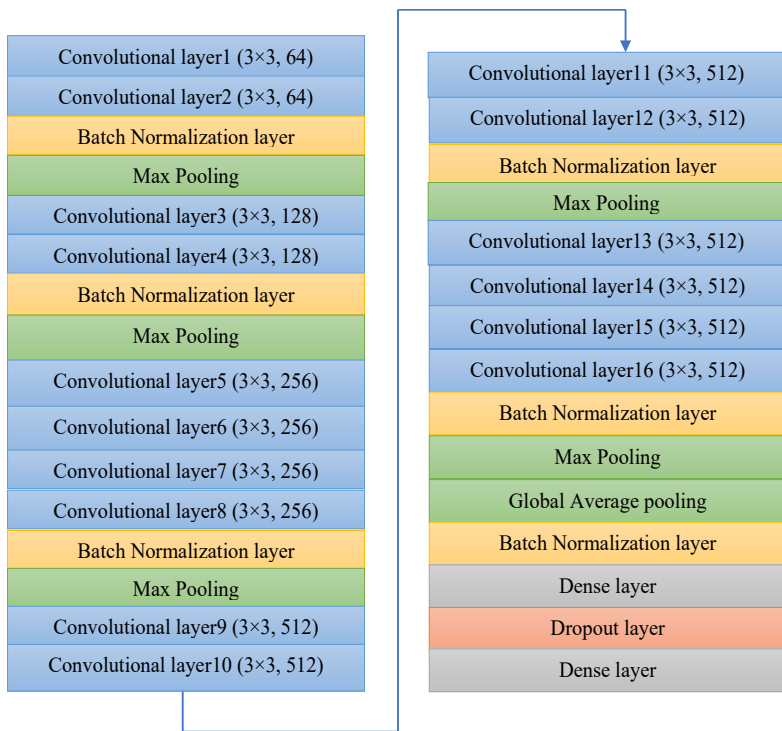 Convolutional layer1 (3×3, 64)
Convolutional layer2 (3×3, 64)
Batch Normalization layer
Max Pooling
Convolutional layer3 (3×3, 128)
Convolutional layer4 (3×3, 128)
Batch Normalization layer
Max Pooling
Convolutional layer5 (3×3, 256)
Convolutional layer6 (3×3, 256)
Convolutional layer7 (3×3, 256)
Convolutional layer8 (3×3, 256)
Batch Normalization layer
Max Pooling
Convolutional layer9 (3×3, 512)
Convolutional layer10 (3×3, 512)
Convolutional layer11 (3×3, 512)
Convolutional layer12 (3×3, 512)
Batch Normalization layer
Max Pooling
Convolutional layer13 (3×3, 512)
Convolutional layer14 (3×3, 512)
Convolutional layer15 (3×3, 512)
Convolutional layer16 (3×3, 512)
Batch Normalization layer
Max Pooling
Global Average pooling
Batch Normalization layer
Dense layer
Dropout layer
Dense layer